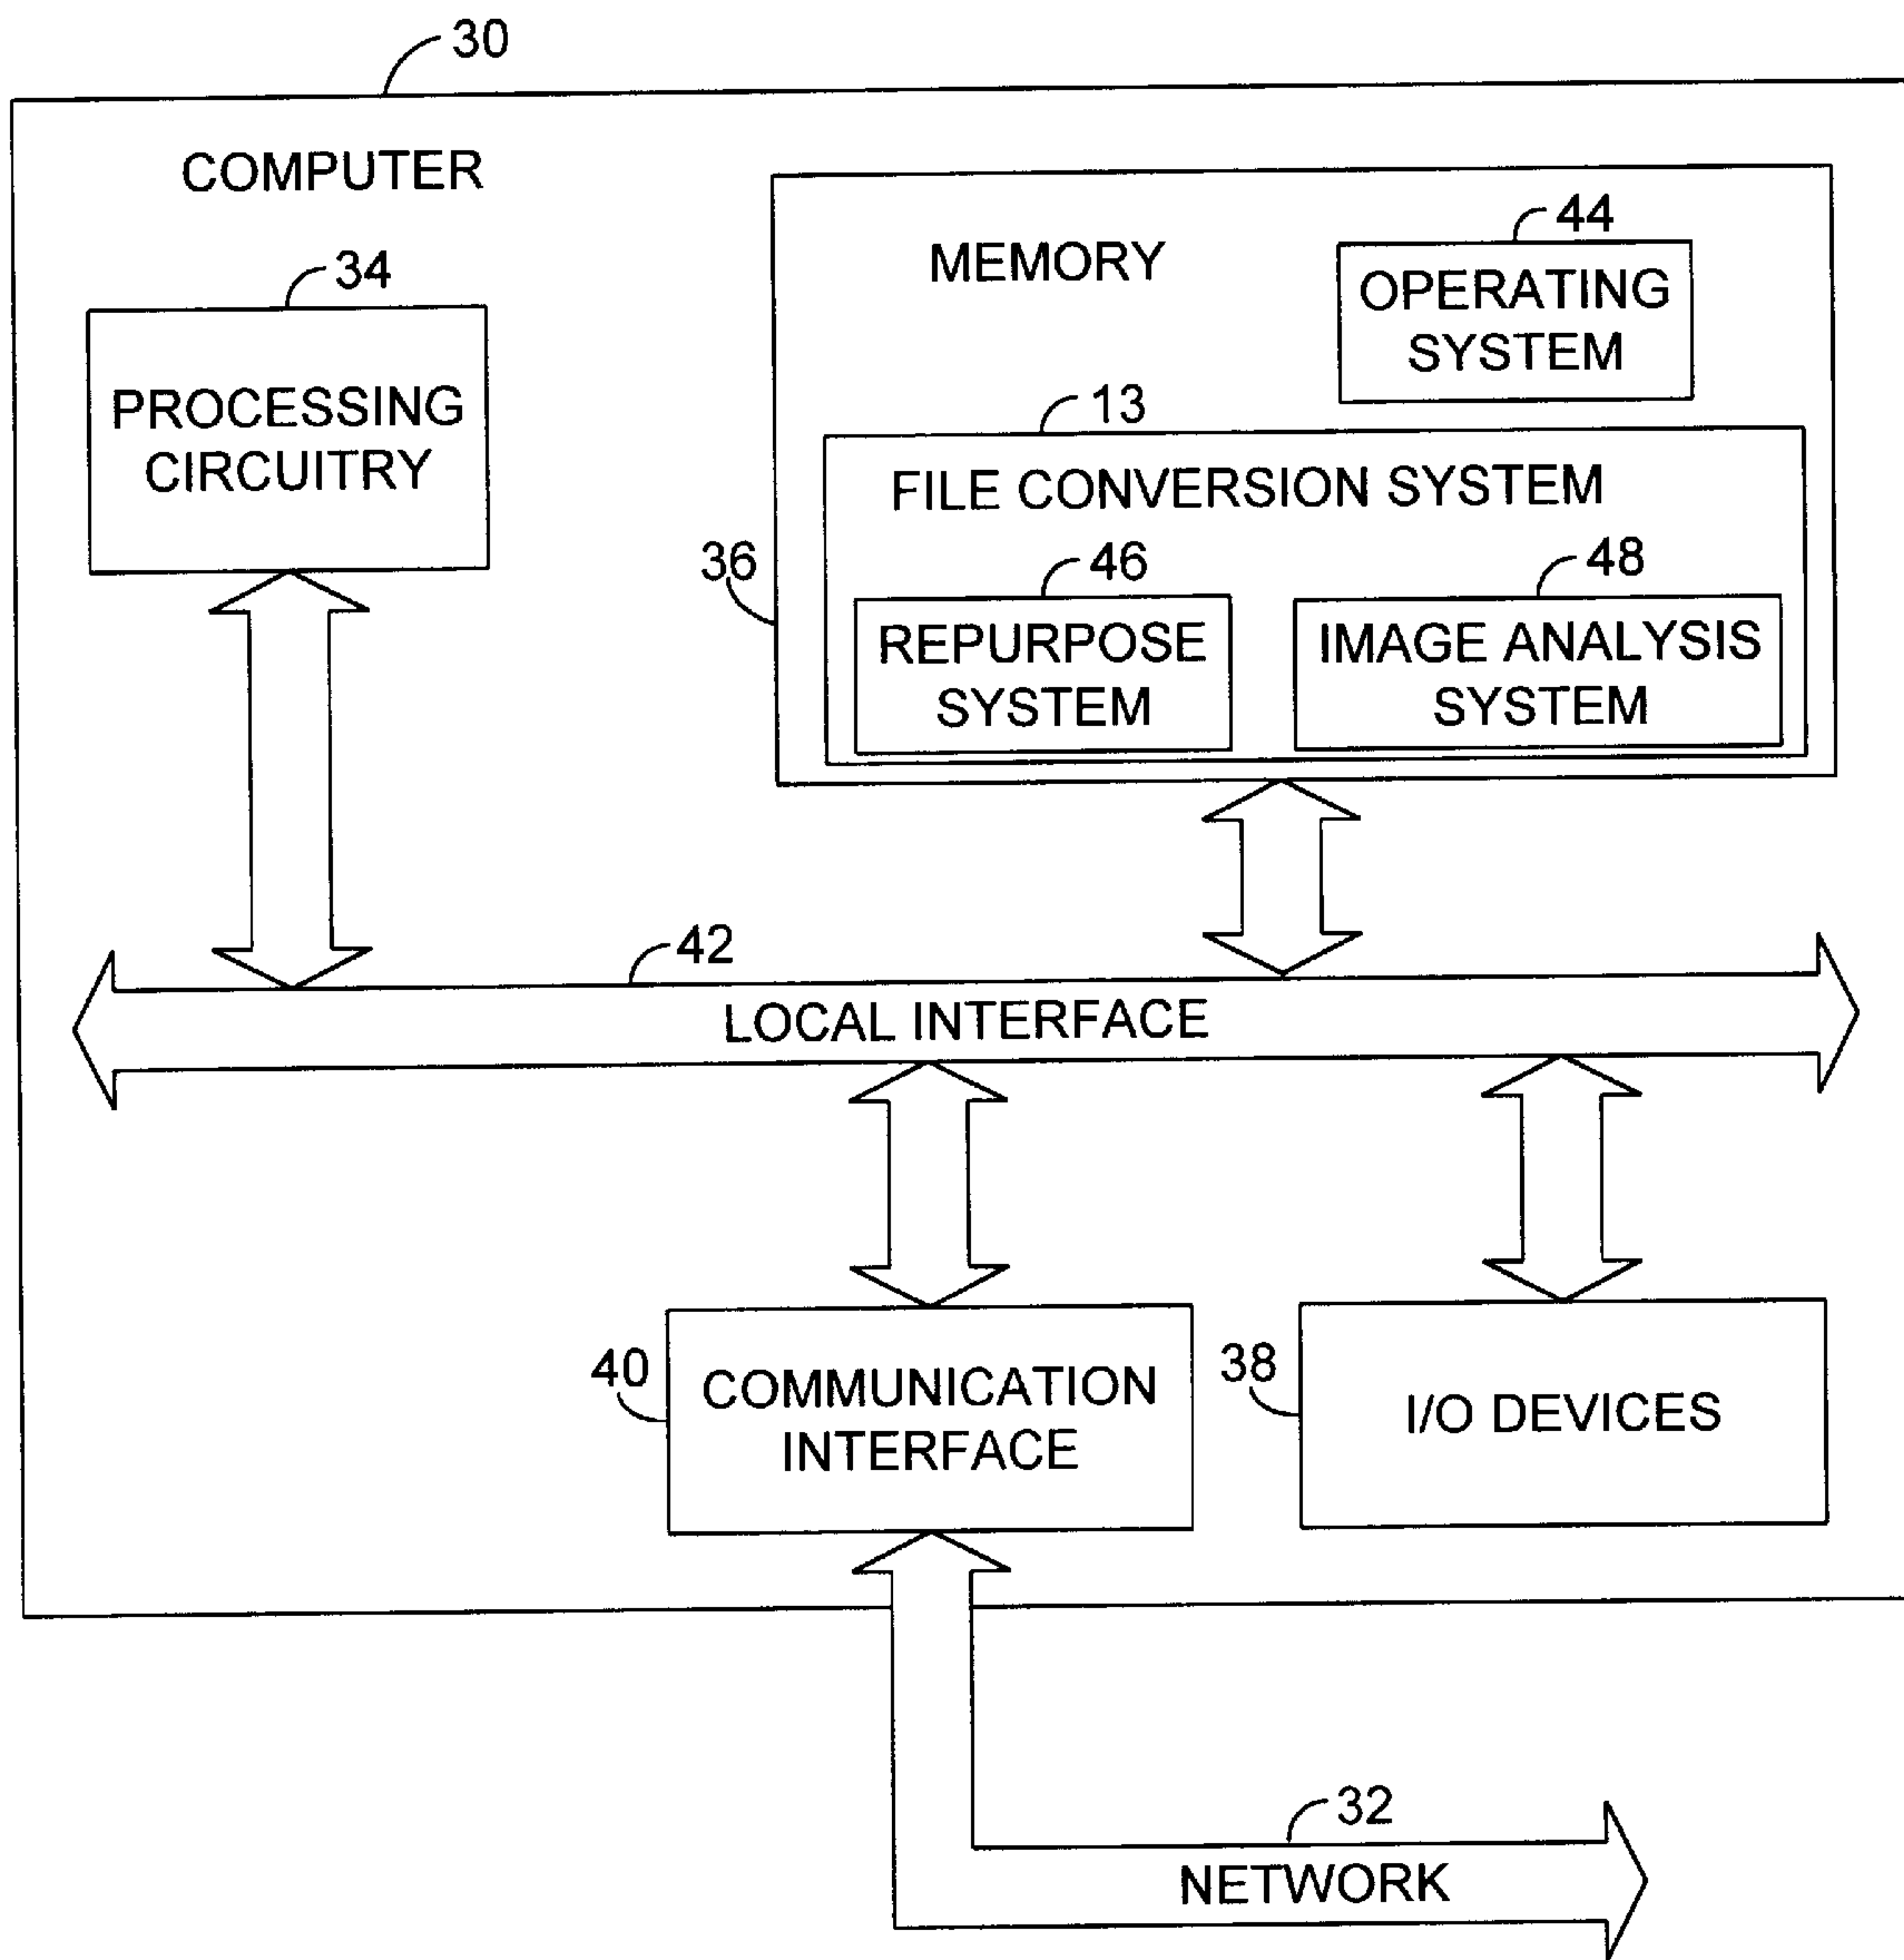 30
COMPUTER
34
PROCESSING
CIRCUITRY
MEMORY
44
OPERATING
SYSTEM
13
FILE CONVERSION SYSTEM
36
46
REPURPOSE
SYSTEM
48
IMAGE ANALYSIS
SYSTEM
42
LOCAL INTERFACE
40
COMMUNICATION
INTERFACE
38
I/O DEVICES
32
NETWORK